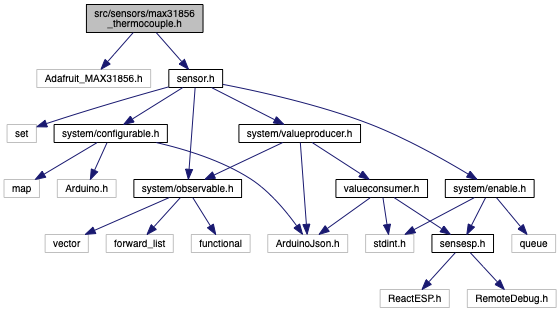 src/sensors/max31856
_thermocouple.h
Adafruit_MAX31856.h
sensor.h
set
system/configurable.h
system/valueproducer.h
map
Arduino.h
system/observable.h
valueconsumer.h
system/enable.h
vector
forward_list
functional
ArduinoJson.h
stdint.h
sensesp.h
queue
ReactESP.h
RemoteDebug.h